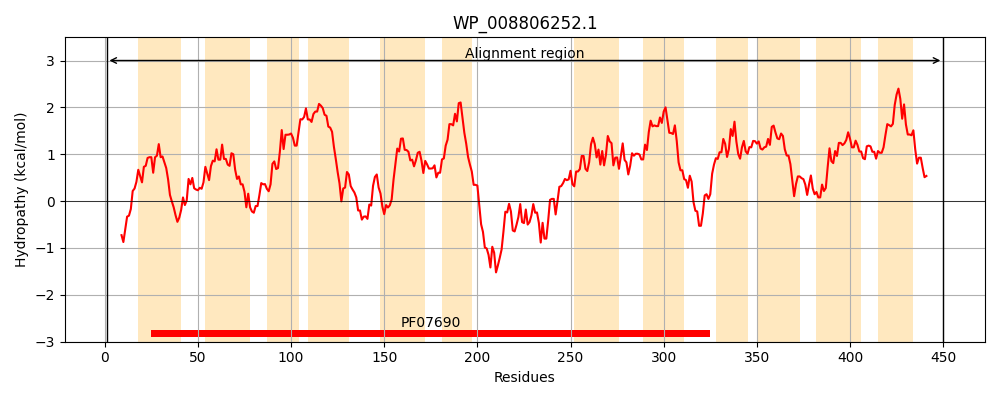 WP_008806252.1
Hydropathy (kcal/mol)
3
2
1
0
−1
−2
−3
Alignment region
PF07690
0 50 100 150 200 250 300 350 400 450
Residues